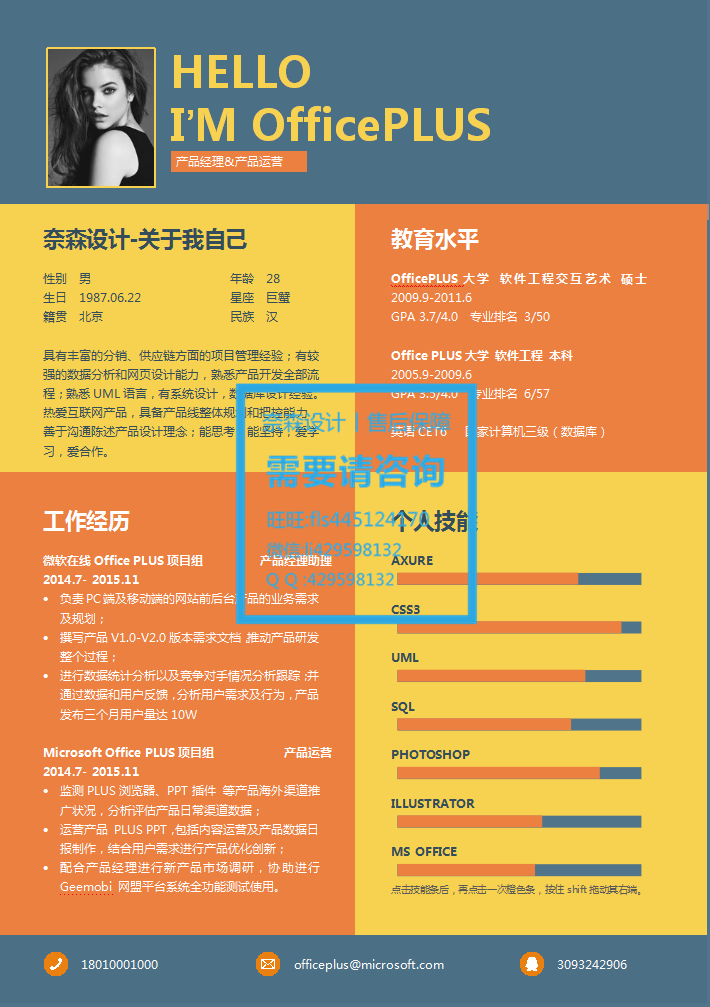 HELLO
I'M OfficePLUS
产品经理&产品运营
奈森设计-关于我自己
性别 男 年龄 28
生日 1987.06.22 星座 巨蟹
籍贯 北京 民族 汉
具有丰富的分销、供应链方面的项目管理经验；有较
强的数据分析和网页设计能力，熟悉产品开发全部流
程；熟悉 UML 语言，有系统设计，数据库设计经验。
热爱互联网产品，具备产品线整体规划和把控能力，
善于沟通陈述产品设计理念；能思考，能坚持，爱学
习，爱合作。
教育水平
OfficePLUS 大学 软件工程交互艺术 硕士
2009.9-2011.6
GPA 3.7/4.0 专业排名 3/50
Office PLUS 大学 软件工程 本科
2005.9-2009.6
GPA 3.5/4.0 专业排名 6/57
英语 CET6 国家计算机三级（数据库）
奈森设计丨售后保障
需要请咨询
旺旺:fls445124170
微信:li429598132
Q Q :429598132
工作经历
微软在线 Office PLUS 项目组 产品经理助理
2014.7- 2015.11
• 负责 PC 端及移动端的网站前后台产品的业务需求
及规划；
• 撰写产品 V1.0-V2.0 版本需求文档，推动产品研发
整个过程；
• 进行数据统计分析以及竞争对手情况分析跟踪，并
通过数据和用户反馈，分析用户需求及行为，产品
发布三个月用户量达 10W
Microsoft Office PLUS 项目组 产品运营
2014.7- 2015.11
• 监测 PLUS 浏览器、PPT 插件 等产品海外渠道推
广状况，分析评估产品日常渠道数据；
• 运营产品 PLUS PPT，包括内容运营及产品数据日
报制作，结合用户需求进行产品优化创新；
• 配合产品经理进行新产品市场调研，协助进行
Geemobi 网盟平台系统全功能测试使用。
个人技能
AXURE
CSS3
UML
SQL
PHOTOSHOP
ILLUSTRATOR
MS OFFICE
点击技能条后，再点击一次橙色条，按住 shift 拖动其右端。
18010001000
officeplus@microsoft.com
3093242906